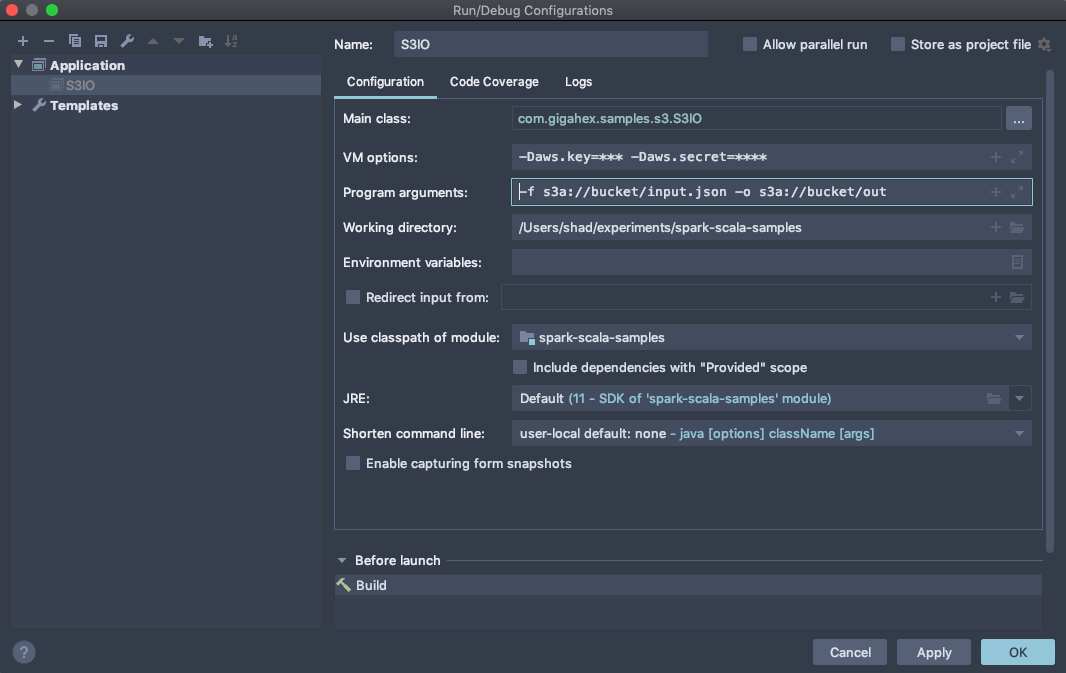 Run/Debug Configurations
Application
S3IO
Templates
Name: S3IO
Allow parallel run
Store as project file
Configuration Code Coverage Logs
Main class: com.gigahex.samples.s3.S3IO ...
VM options: -Daws.key=*** -Daws.secret=****
Program arguments: -f s3a://bucket/input.json -o s3a://bucket/out
Working directory: /Users/shad/experiments/spark-scala-samples
Environment variables:
Redirect input from:
Use classpath of module: spark-scala-samples
Include dependencies with "Provided" scope
JRE: Default (11 - SDK of 'spark-scala-samples' module)
Shorten command line: user-local default: none - java [options] className [args]
Enable capturing form snapshots
Before launch
Build
? Cancel Apply OK